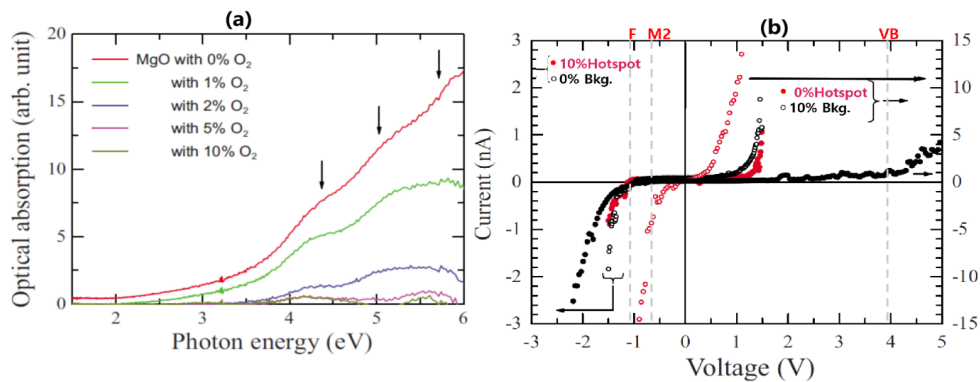 (a)
20
15
10
5
0
Optical absorption (arb. unit)
MgO with 0% O₂
with 1% O₂
with 2% O₂
with 5% O₂
with 10% O₂
2 3 4 5 6
Photon energy (eV)
(b)
F M2 VB
3
2
1
0
-1
-2
-3
Current (nA)
10%Hotspot
0% Bkg.
0%Hotspot
10% Bkg.
15
10
5
0
-5
-10
-15
-3 -2 -1 0 1 2 3 4 5
Voltage (V)